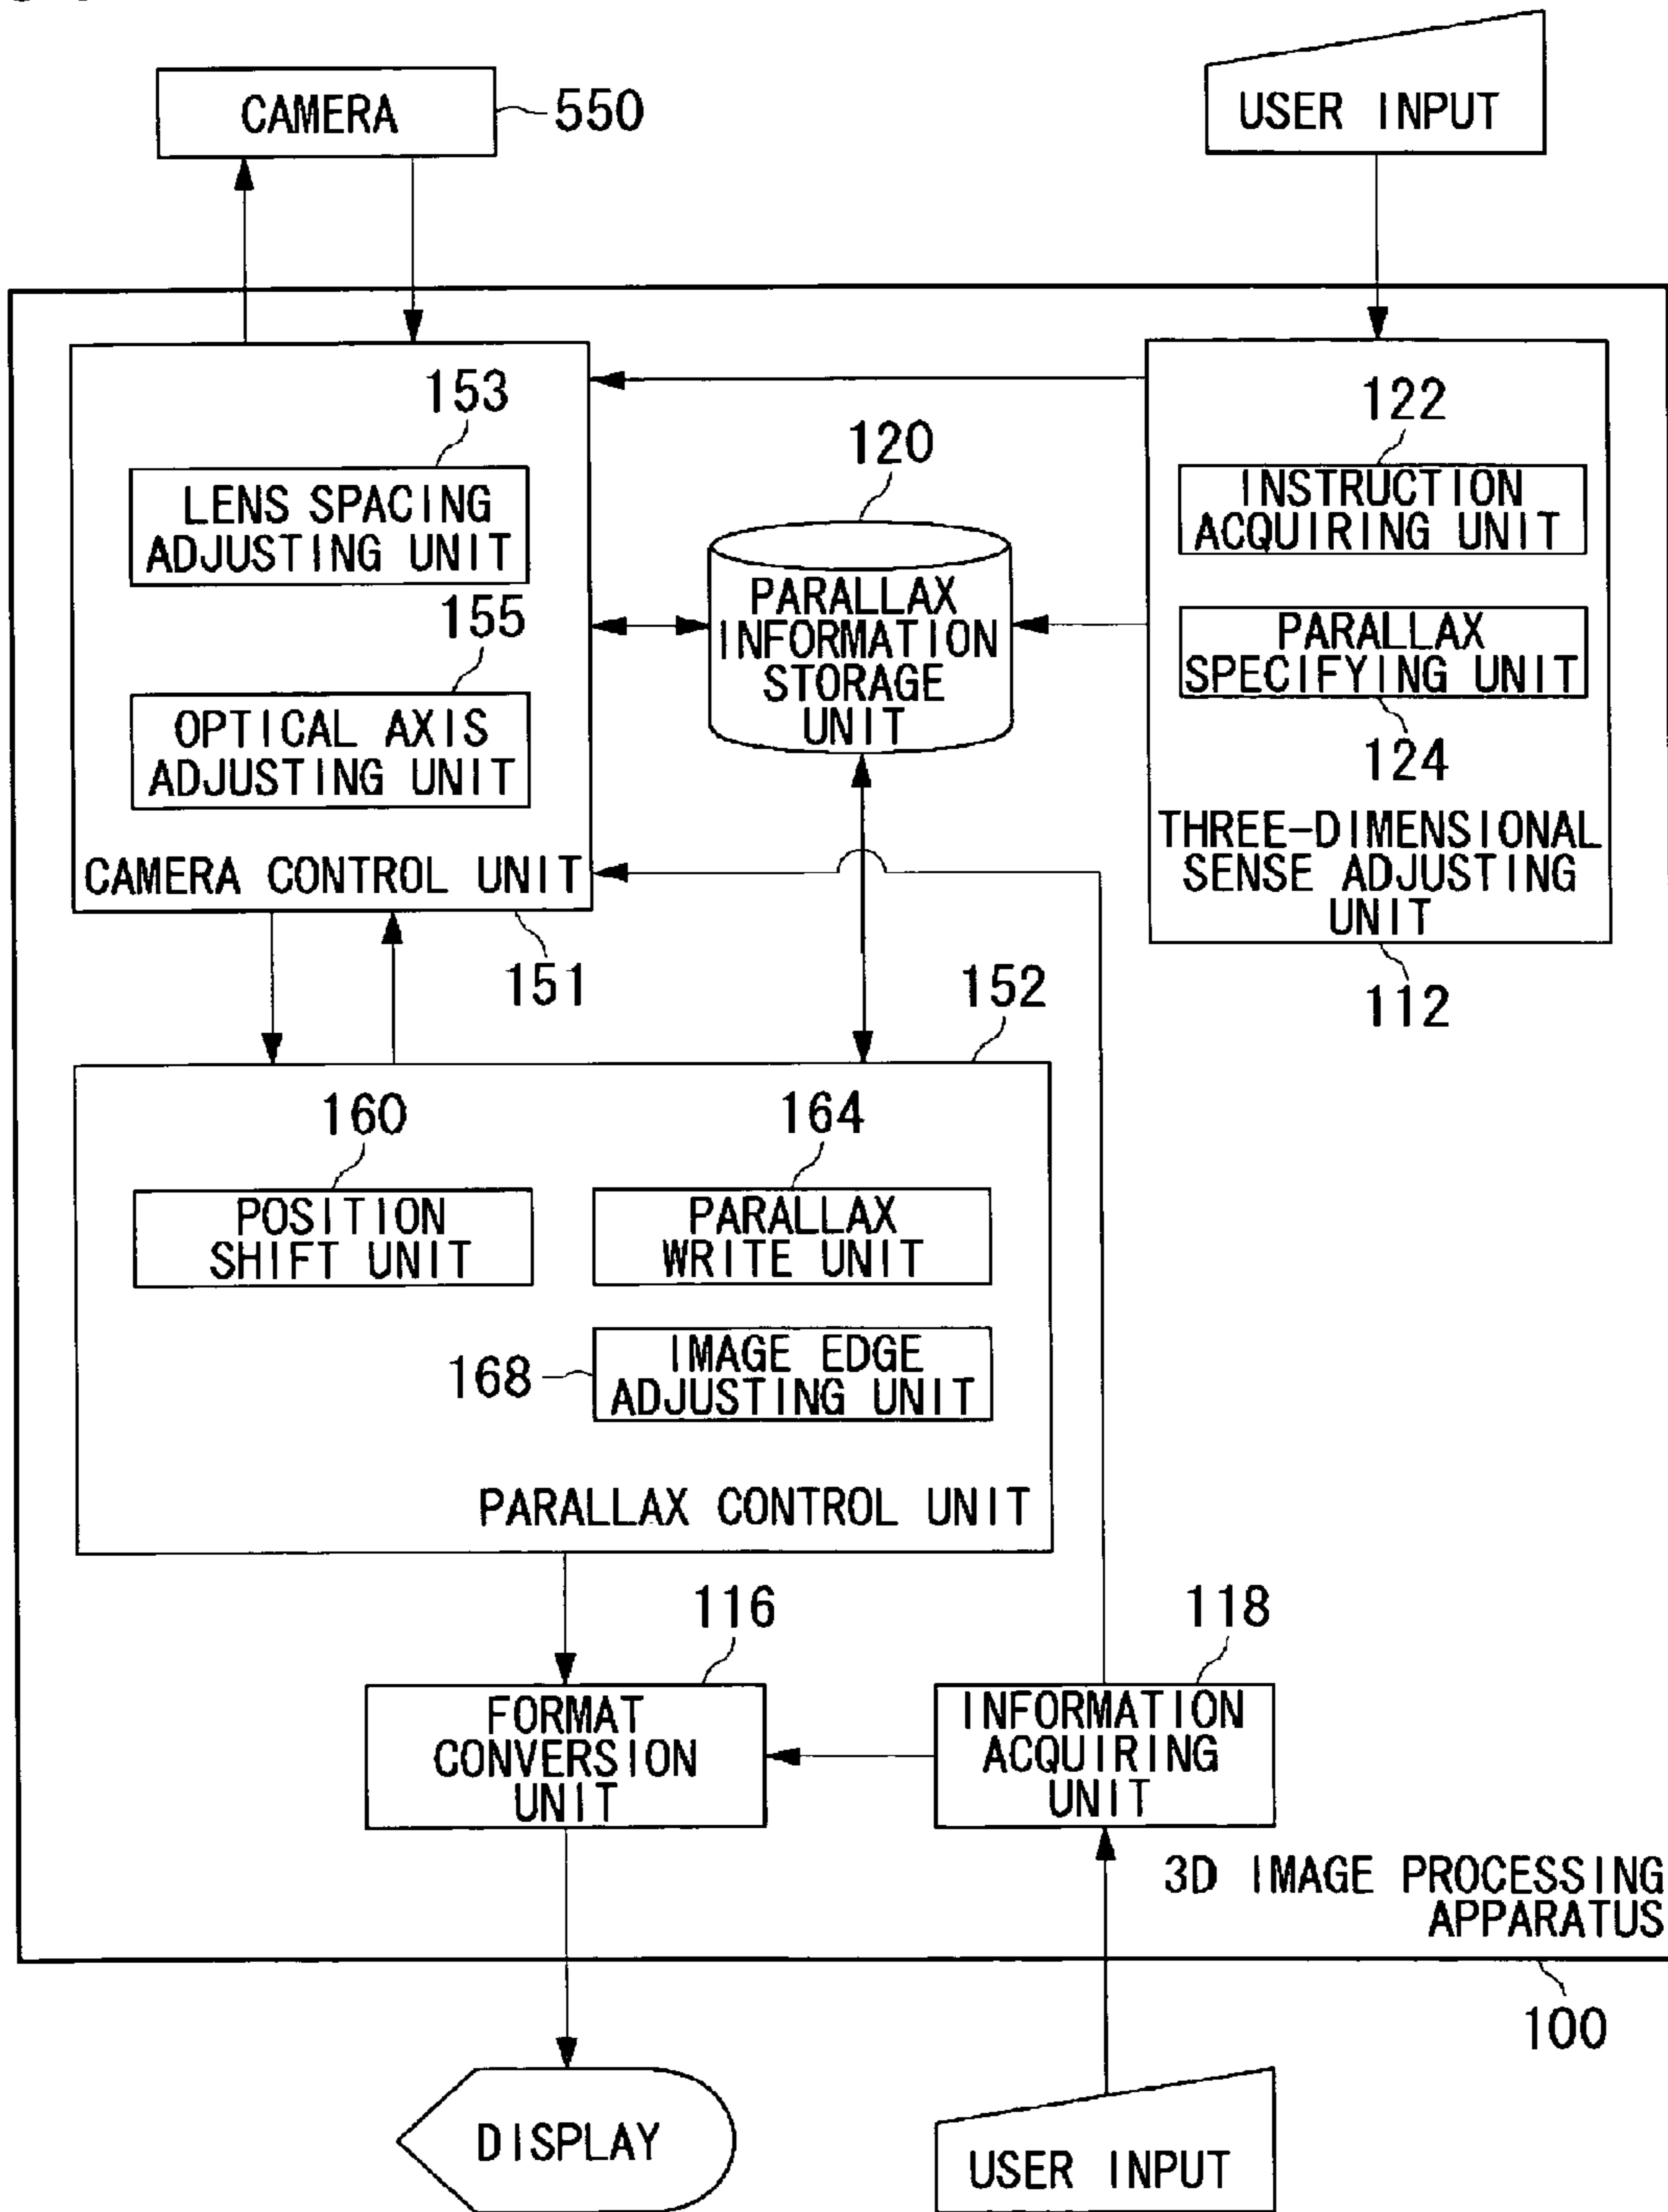 CAMERA
550
USER INPUT
153
LENS SPACING
ADJUSTING UNIT
155
OPTICAL AXIS
ADJUSTING UNIT
CAMERA CONTROL UNIT
151
120
PARALLAX
INFORMATION
STORAGE
UNIT
122
INSTRUCTION
ACQUIRING UNIT
PARALLAX
SPECIFYING UNIT
124
THREE-DIMENSIONAL
SENSE ADJUSTING
UNIT
112
152
160
POSITION
SHIFT UNIT
164
PARALLAX
WRITE UNIT
168
IMAGE EDGE
ADJUSTING UNIT
PARALLAX CONTROL UNIT
116
FORMAT
CONVERSION
UNIT
118
INFORMATION
ACQUIRING
UNIT
3D IMAGE PROCESSING
APPARATUS
100
DISPLAY
USER INPUT